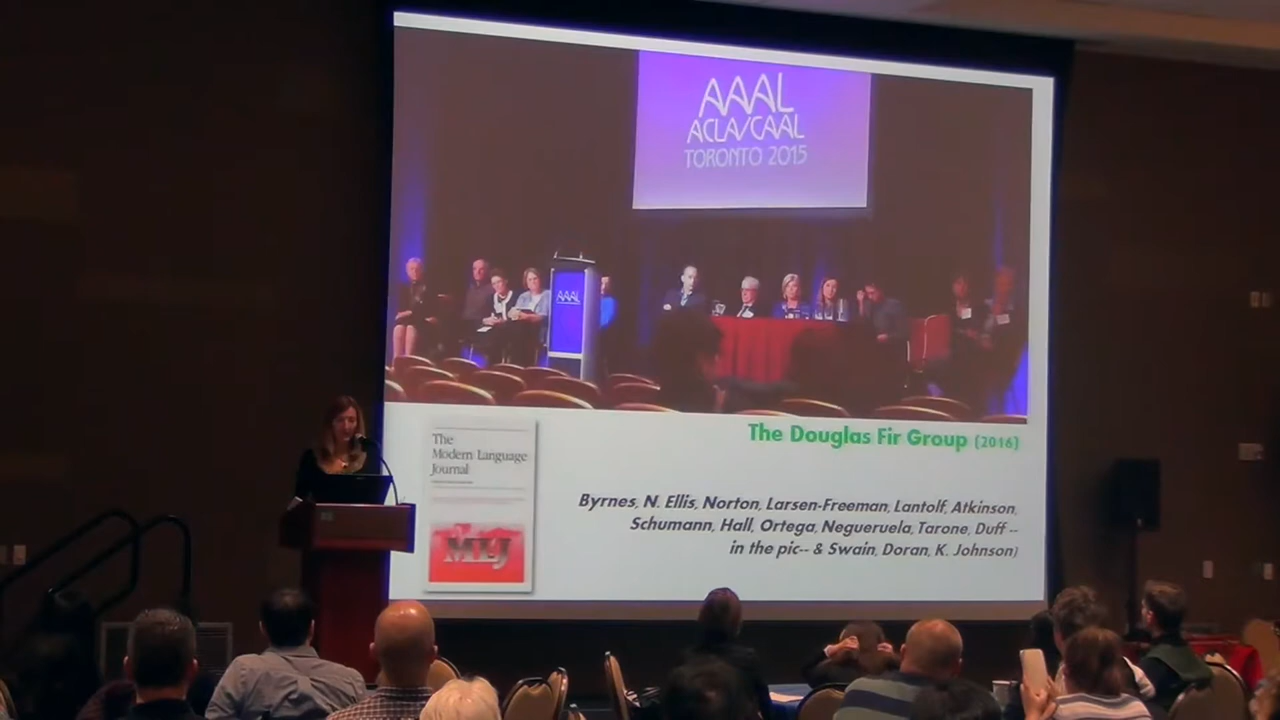 AAAL
ACLA/CAAL
TORONTO 2015
AAAL
The Douglas Fir Group (2016)
The
Modern Language
Journal
MLJ
Byrnes, N. Ellis, Norton, Larsen-Freeman, Lantolf, Atkinson,
Schumann, Hall, Ortega, Negueruela, Tarone, Duff --
in the pic-- & Swain, Doran, K. Johnson)